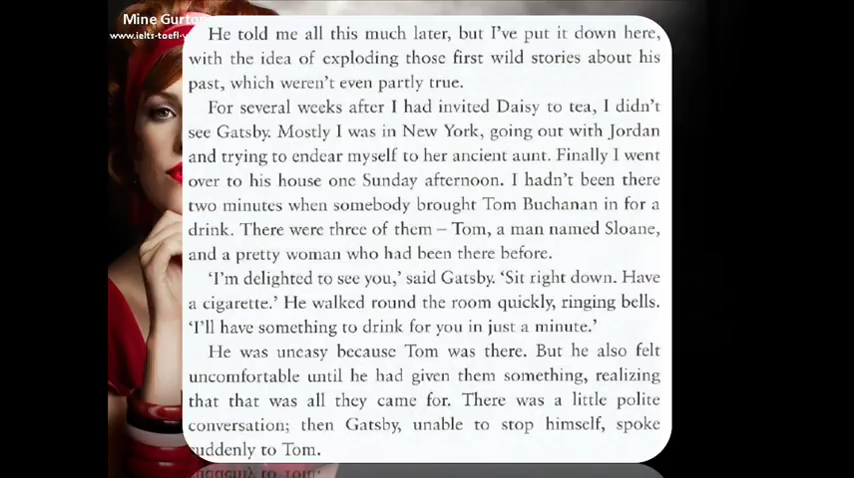 Mine Gurton
www.ielts-toefl-
He told me all this much later, but I've put it down here,
with the idea of exploding those first wild stories about his
past, which weren't even partly true.
For several weeks after I had invited Daisy to tea, I didn't
see Gatsby. Mostly I was in New York, going out with Jordan
and trying to endear myself to her ancient aunt. Finally I went
over to his house one Sunday afternoon. I hadn't been there
two minutes when somebody brought Tom Buchanan in for a
drink. There were three of them – Tom, a man named Sloane,
and a pretty woman who had been there before.
'I'm delighted to see you,' said Gatsby. 'Sit right down. Have
a cigarette.' He walked round the room quickly, ringing bells.
'I'll have something to drink for you in just a minute.'
He was uneasy because Tom was there. But he also felt
uncomfortable until he had given them something, realizing
that that was all they came for. There was a little polite
conversation; then Gatsby, unable to stop himself, spoke
suddenly to Tom.